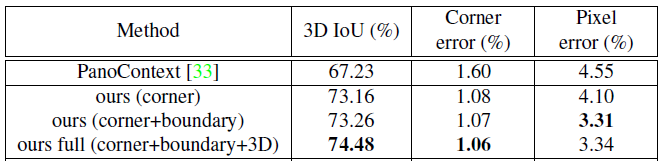 Method 3D IoU (%) Corner error (%) Pixel error (%)
PanoContext [33] 67.23 1.60 4.55
ours (corner) 73.16 1.08 4.10
ours (corner+boundary) 73.26 1.07 3.31
ours full (corner+boundary+3D) 74.48 1.06 3.34